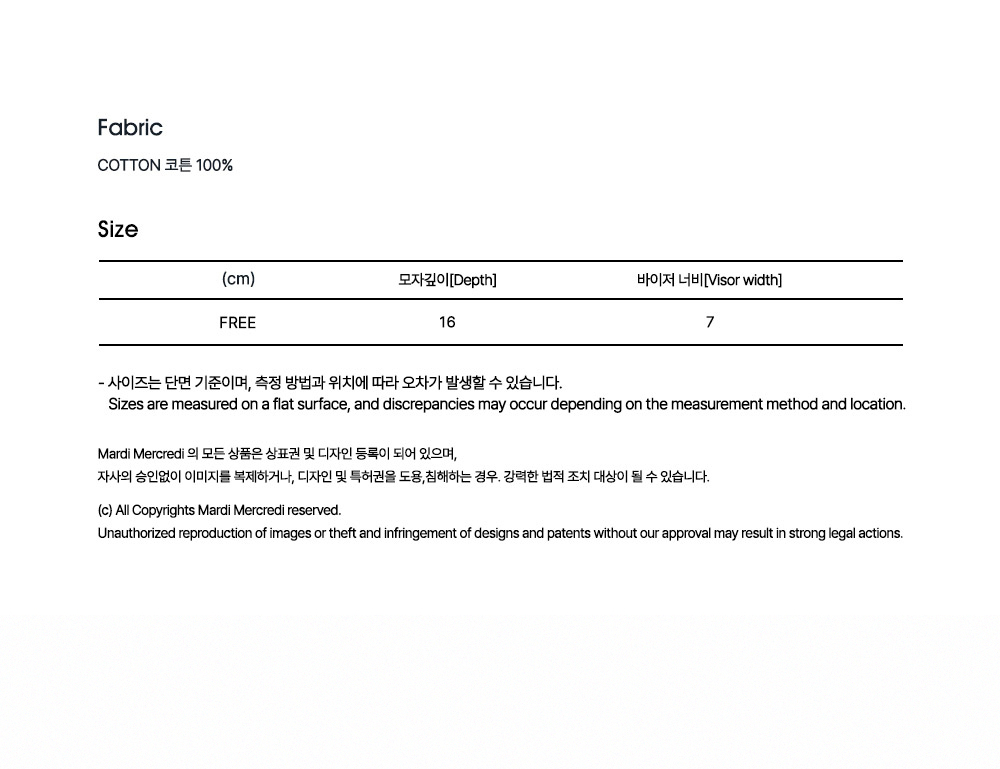 Fabric
COTTON 코튼 100%
Size
(cm) 모자깊이[Depth] 바이저 너비[Visor width]
FREE 16 7
- 사이즈는 단면 기준이며, 측정 방법과 위치에 따라 오차가 발생할 수 있습니다.
Sizes are measured on a flat surface, and discrepancies may occur depending on the measurement method and location.
Mardi Mercredi 의 모든 상품은 상표권 및 디자인 등록이 되어 있으며,
자사의 승인없이 이미지를 복제하거나, 디자인 및 특허권을 도용,침해하는 경우. 강력한 법적 조치 대상이 될 수 있습니다.
(c) All Copyrights Mardi Mercredi reserved.
Unauthorized reproduction of images or theft and infringement of designs and patents without our approval may result in strong legal actions.